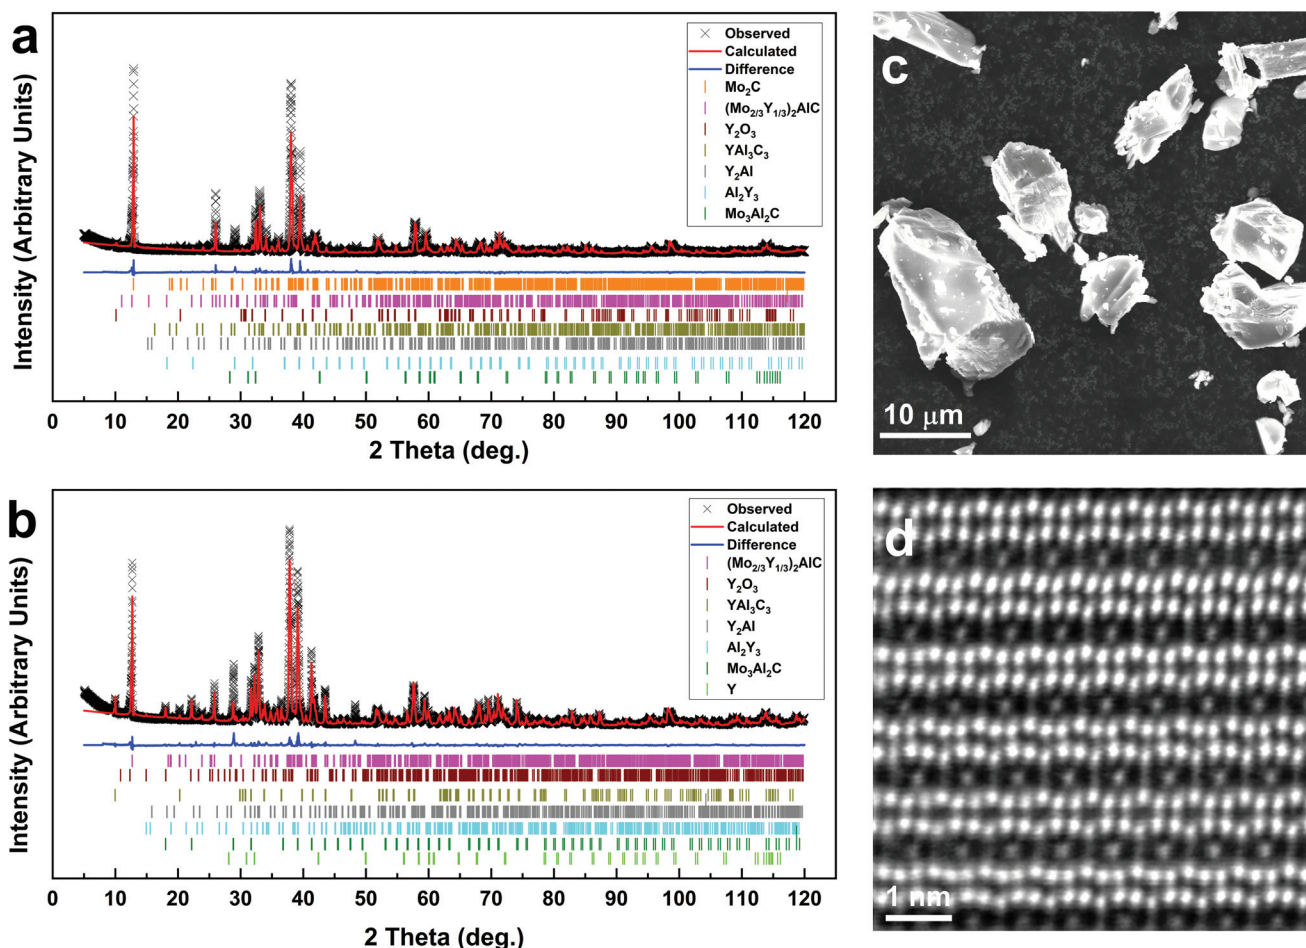 a
Intensity (Arbitrary Units)
Observed
Calculated
Difference
Mo₂C
(Mo₂/₃Y₁/₃)₂AlC
Y₂O₃
YAl₃C₃
Y₂Al
Al₂Y₃
Mo₃Al₂C
0 10 20 30 40 50 60 70 80 90 100 110 120
2 Theta (deg.)
b
Intensity (Arbitrary Units)
Observed
Calculated
Difference
(Mo₂/₃Y₁/₃)₂AlC
Y₂O₃
YAl₃C₃
Y₂Al
Al₂Y₃
Mo₃Al₂C
Y
0 10 20 30 40 50 60 70 80 90 100 110 120
2 Theta (deg.)
c
10 μm
d
1 nm